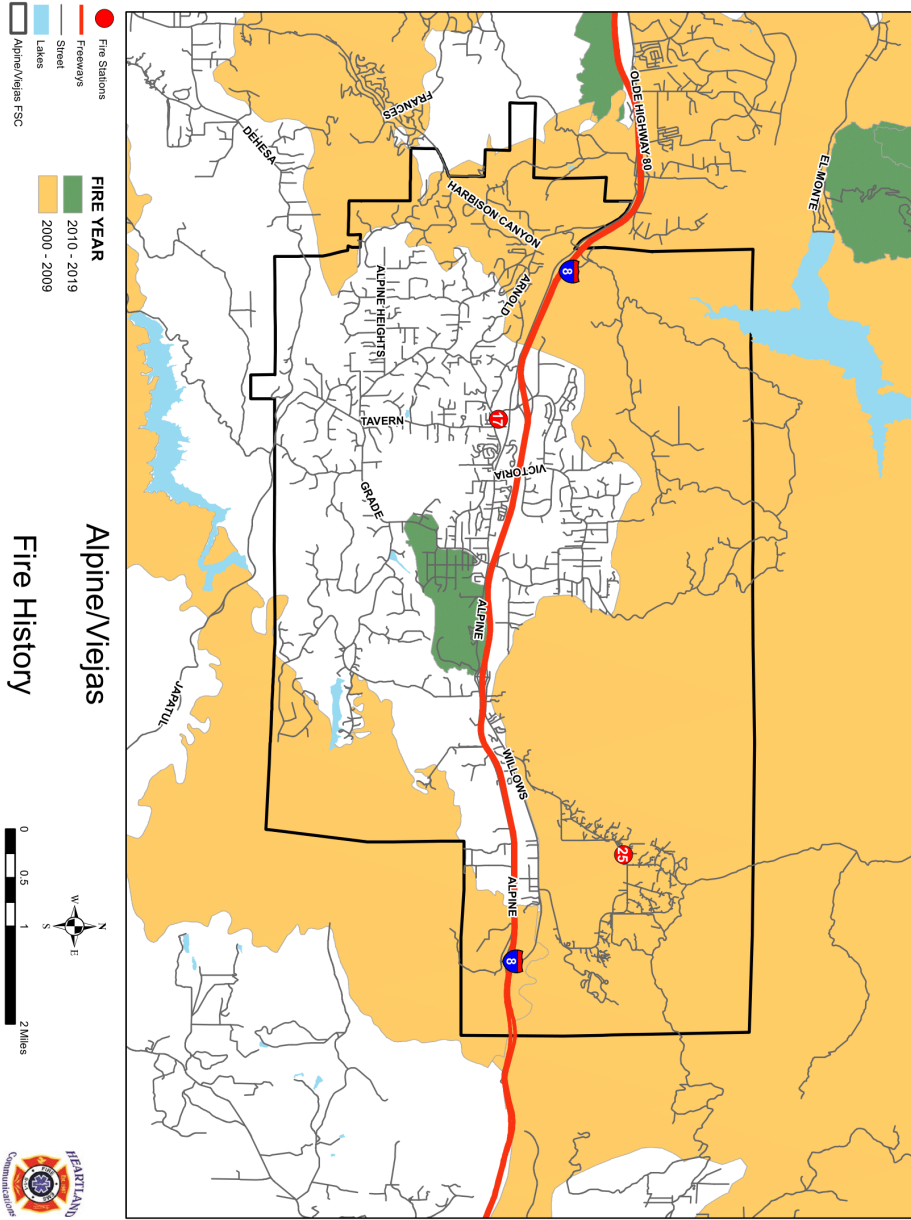 OLDE HIGHWAY 80
EL MONTE
FRANCES
DEHESA
HARBISON CANYON
8
ARNOLD
ALPINE HEIGHTS
TAVERN
17
VICTORIA
GRADE
ALPINE
JAPATUL
WILLOWS
25
ALPINE
8
Fire Stations
Freeways
Street
Lakes
Alpine/Viejas FSC
FIRE YEAR
2010 - 2019
2000 - 2009
Alpine/Viejas
Fire History
N
W
E
S
0
0.5
1
2 Miles
HEARTLAND
FIRE
Communications